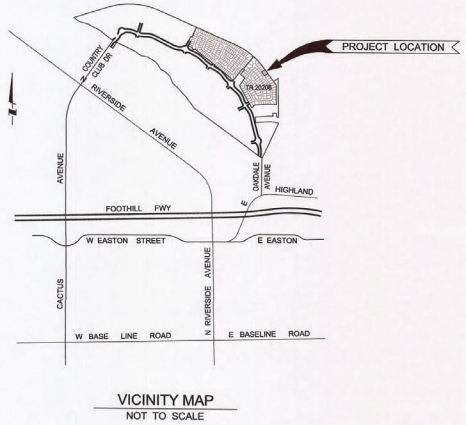 PROJECT LOCATION
N COUNTRY
CLUB DR
TR 20206
RIVERSIDE
AVENUE
OAKDALE
AVENUE
E HIGHLAND
AVENUE
FOOTHILL FWY
W EASTON STREET
E EASTON
CACTUS
N RIVERSIDE AVENUE
W BASE LINE ROAD
E BASELINE ROAD
VICINITY MAP
NOT TO SCALE